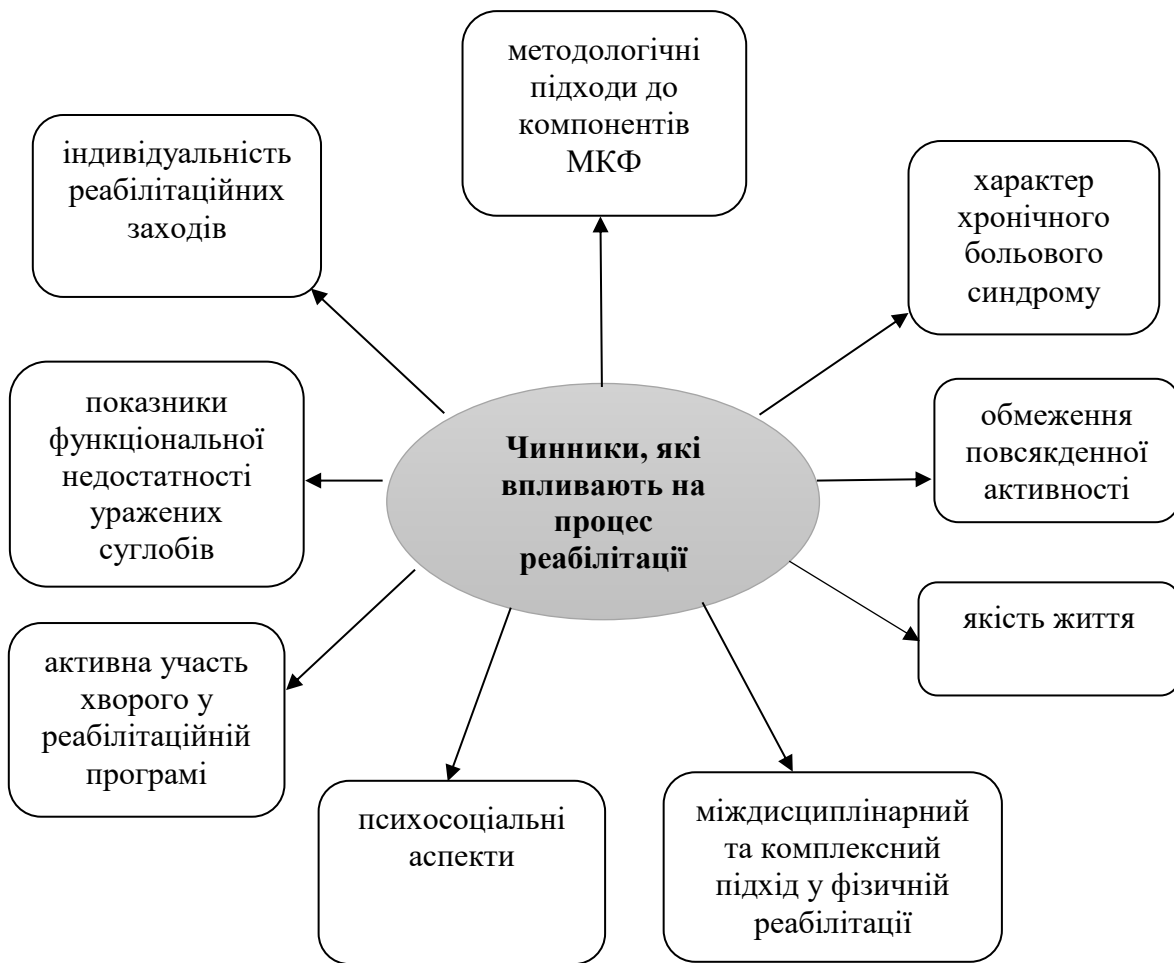 методологічні
підходи до
компонентів
МКФ
індивідуальність
реабілітаційних
заходів
характер
хронічного
больового
синдрому
показники
функціональної
недостатності
уражених
суглобів
Чинники, які
впливають на
процес
реабілітації
обмеження
повсякденної
активності
якість життя
активна участь
хворого у
реабілітаційній
програмі
психосоціальні
аспекти
міждисциплінарний
та комплексний
підхід у фізичній
реабілітації